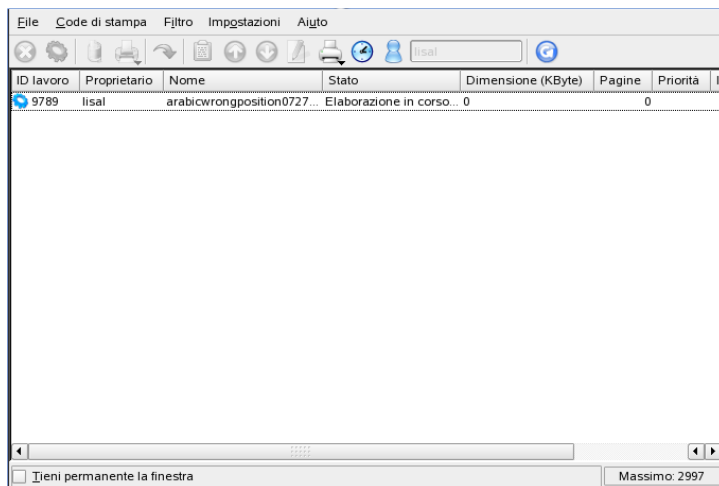 File Code di stampa Filtro Impostazioni Aiuto
lisal
ID lavoro Proprietario Nome Stato Dimensione (KByte) Pagine Priorità
9789 lisal arabicwrongposition0727... Elaborazione in corso... 0 0
Tieni permanente la finestra Massimo: 2997